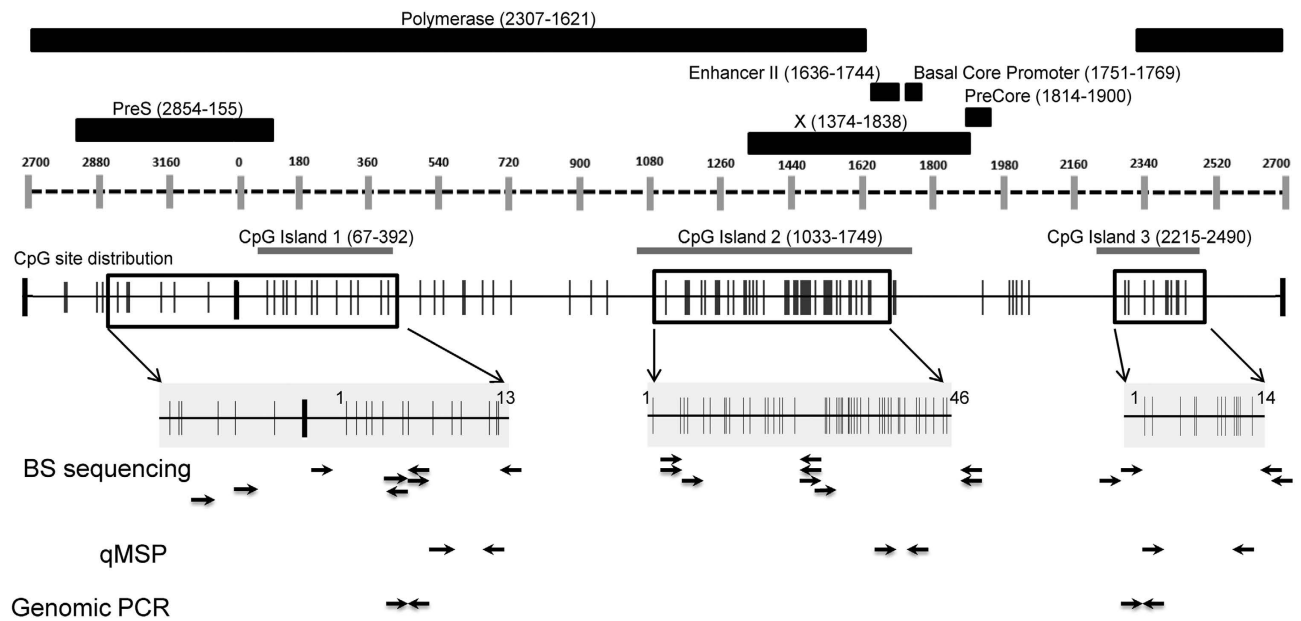 Polymerase (2307-1621)
Enhancer II (1636-1744)
Basal Core Promoter (1751-1769)
PreS (2854-155)
X (1374-1838)
PreCore (1814-1900)
2700 2880 3160 0 180 360 540 720 900 1080 1260 1440 1620 1800 1980 2160 2340 2520 2700
CpG Island 1 (67-392)
CpG Island 2 (1033-1749)
CpG Island 3 (2215-2490)
CpG site distribution
1 13 1 46 1 14
BS sequencing
qMSP
Genomic PCR